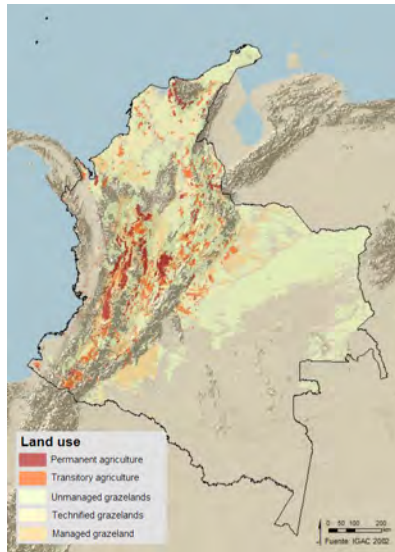 Land use
Permanent agriculture
Transitory agriculture
Unmanaged grazelands
Technified grazelands
Managed grazeland
0 50 100 200
Fuente: IGAC 2002